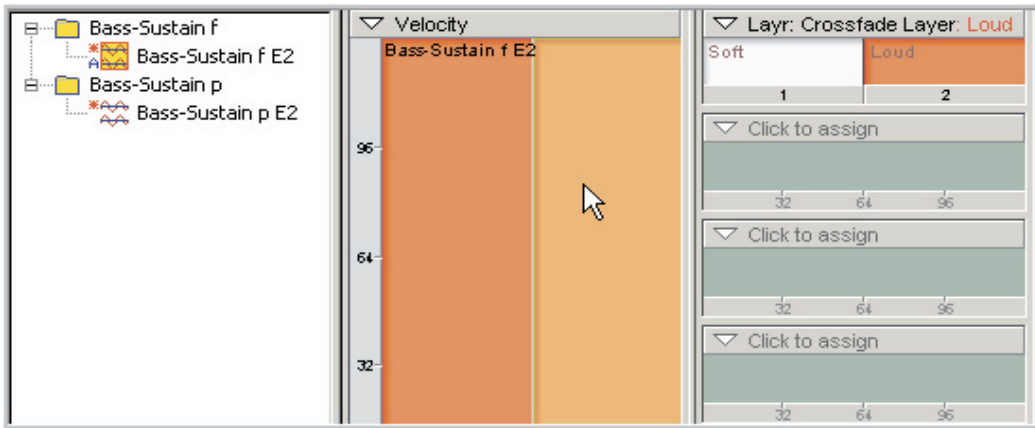 Bass-Sustain f
A Bass-Sustain f E2
Bass-Sustain p
Bass-Sustain p E2
Velocity
Bass-Sustain f E2
96
64
32
Layr: Crossfade Layer: Loud
Soft Loud
1 2
Click to assign
32 64 96
Click to assign
32 64 96
Click to assign
32 64 96